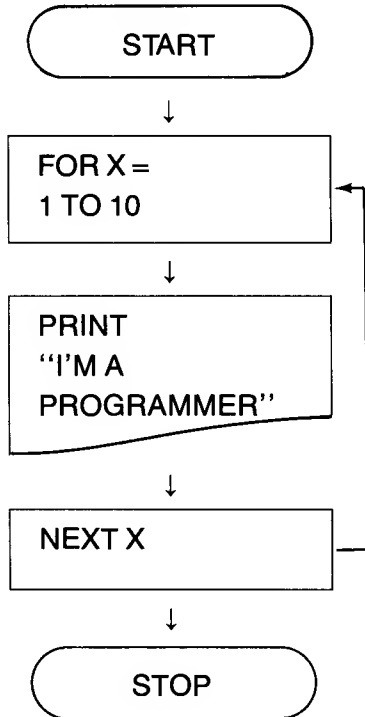 START
FOR X =
1 TO 10
PRINT
‘‘I’M A
PROGRAMMER’’
NEXT X
STOP